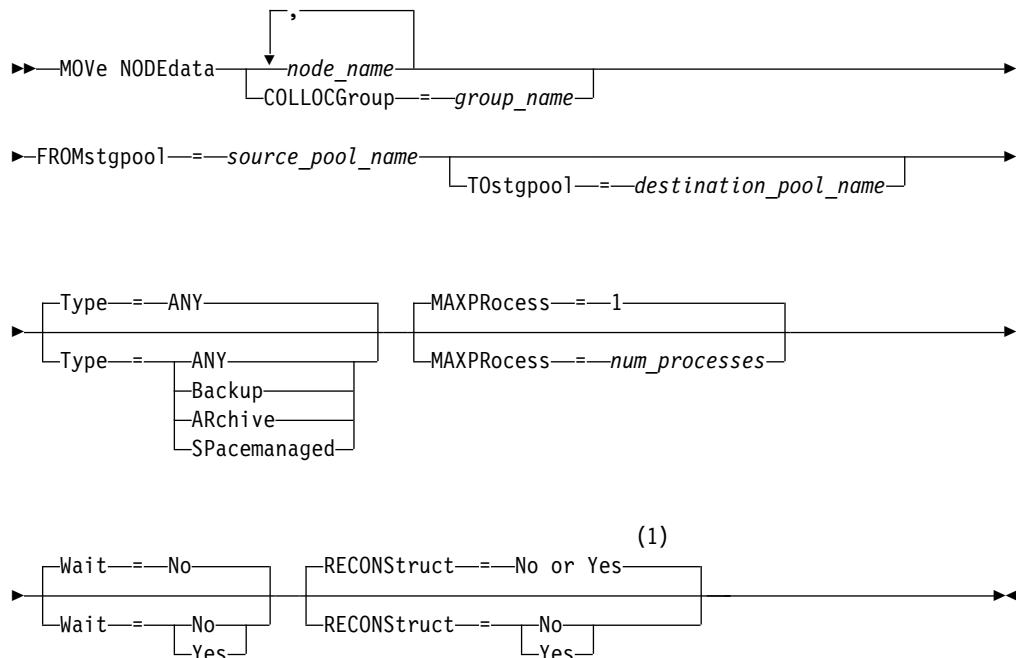 ,
MOVe NODEdata node_name
COLLOCGroup = group_name
FROMstgpool = source_pool_name
TOstgpool = destination_pool_name
Type = ANY MAXPRocess = 1
Type = ANY MAXPRocess = num_processes
Backup
ARchive
SPacemanaged
(1)
Wait = No RECONStruct = No or Yes
Wait = No RECONStruct = No
Yes Yes